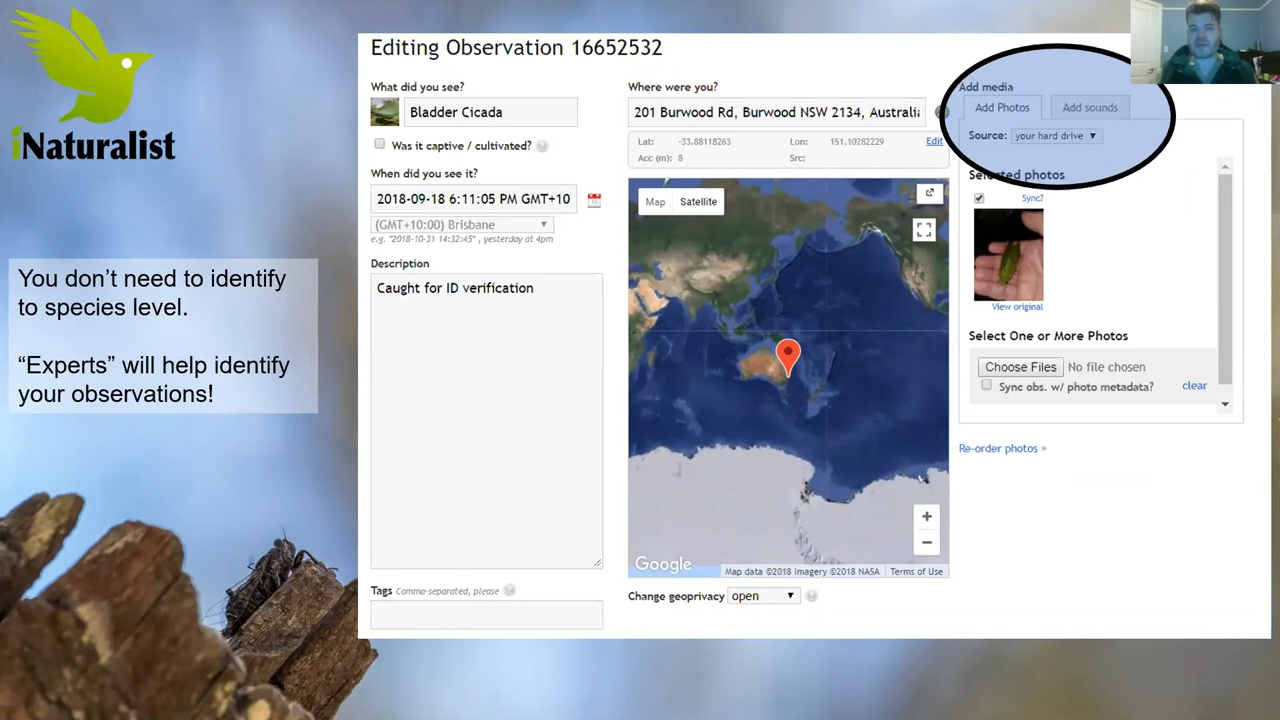 iNaturalist
You don’t need to identify
to species level.
“Experts” will help identify
your observations!
Editing Observation 16652532
What did you see?
Bladder Cicada
Was it captive / cultivated?
When did you see it?
2018-09-18 6:11:05 PM GMT+10
(GMT+10:00) Brisbane
e.g. "2018-10-31 14:32:45" , yesterday at 4pm
Description
Caught for ID verification
Tags Comma-separated, please
Where were you?
201 Burwood Rd, Burwood NSW 2134, Australi
Lat: -33.88118263 Lon: 151.10282229 Edit
Acc (m): 8 Src:
Map Satellite
Google
Map data ©2018 Imagery ©2018 NASA Terms of Use
Change geoprivacy open
Add media
Add Photos Add sounds
Source: your hard drive
Selected photos
Sync?
View original
Select One or More Photos
Choose Files No file chosen
Sync obs. w/ photo metadata? clear
Re-order photos »